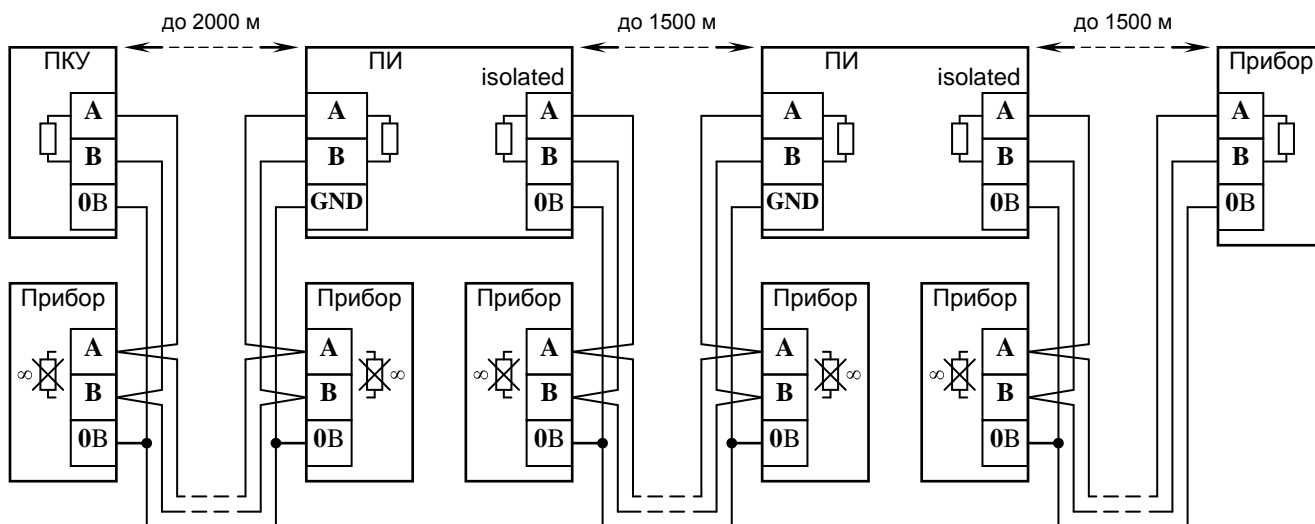 до 2000 м
до 1500 м
до 1500 м
ПКУ
ПИ
ПИ
Прибор
isolated
isolated
A
B
0В
A
B
GND
A
B
0В
A
B
GND
A
B
0В
A
B
0В
Прибор
Прибор
Прибор
Прибор
Прибор
∞
A
B
0В
A
B
0В
∞
∞
A
B
0В
A
B
0В
∞
∞
A
B
0В